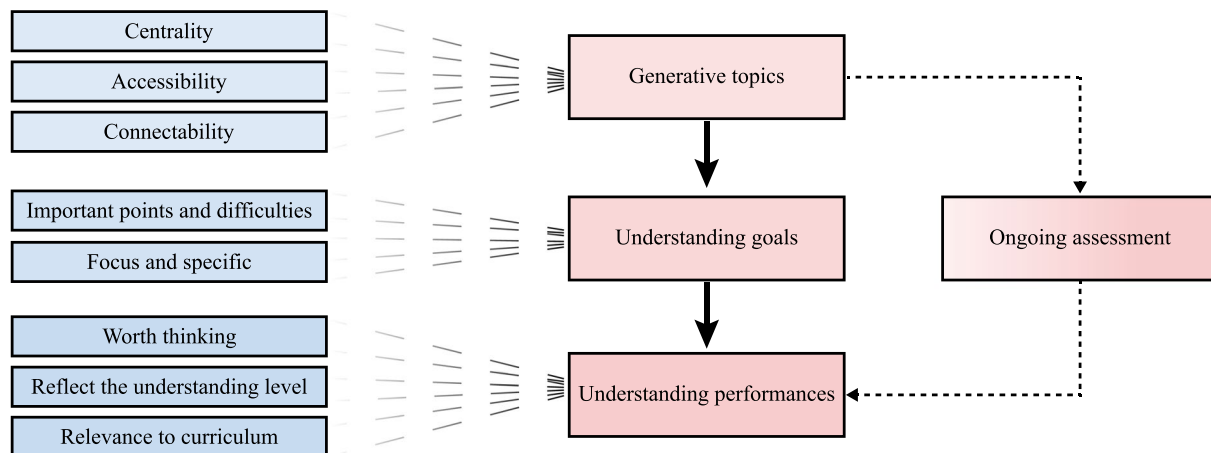 Centrality
Accessibility
Connectability
Generative topics
Important points and difficulties
Focus and specific
Understanding goals
Ongoing assessment
Worth thinking
Reflect the understanding level
Relevance to curriculum
Understanding performances